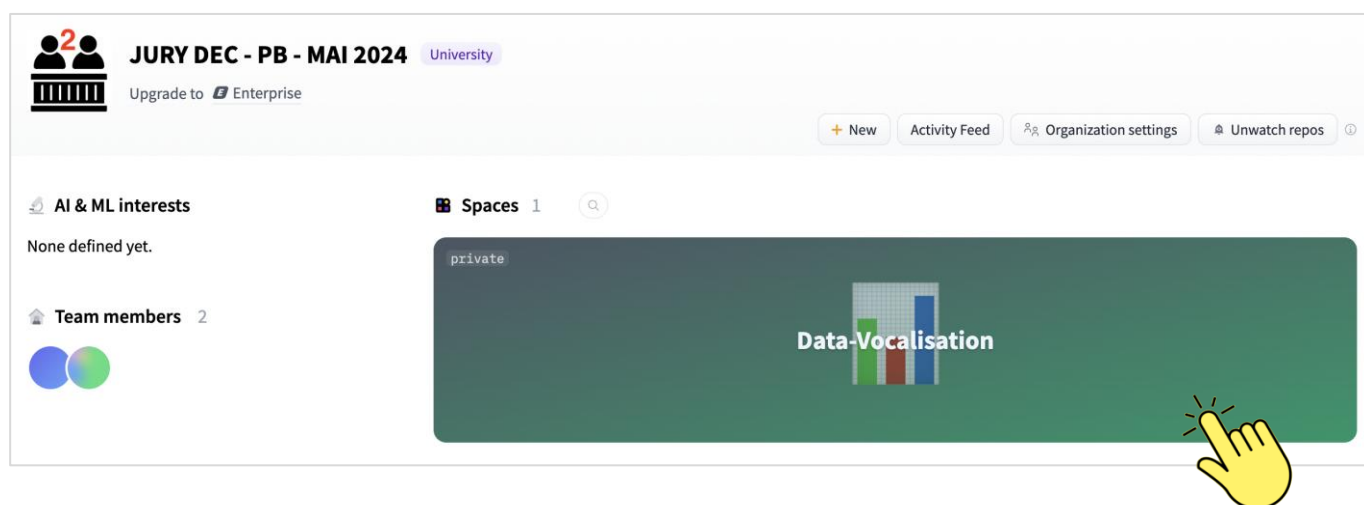 2
JURY DEC - PB - MAI 2024 University
Upgrade to E Enterprise
+ New Activity Feed Organization settings Unwatch repos
AI & ML interests
None defined yet.
Team members 2
Spaces 1
private
Data-Vocalisation